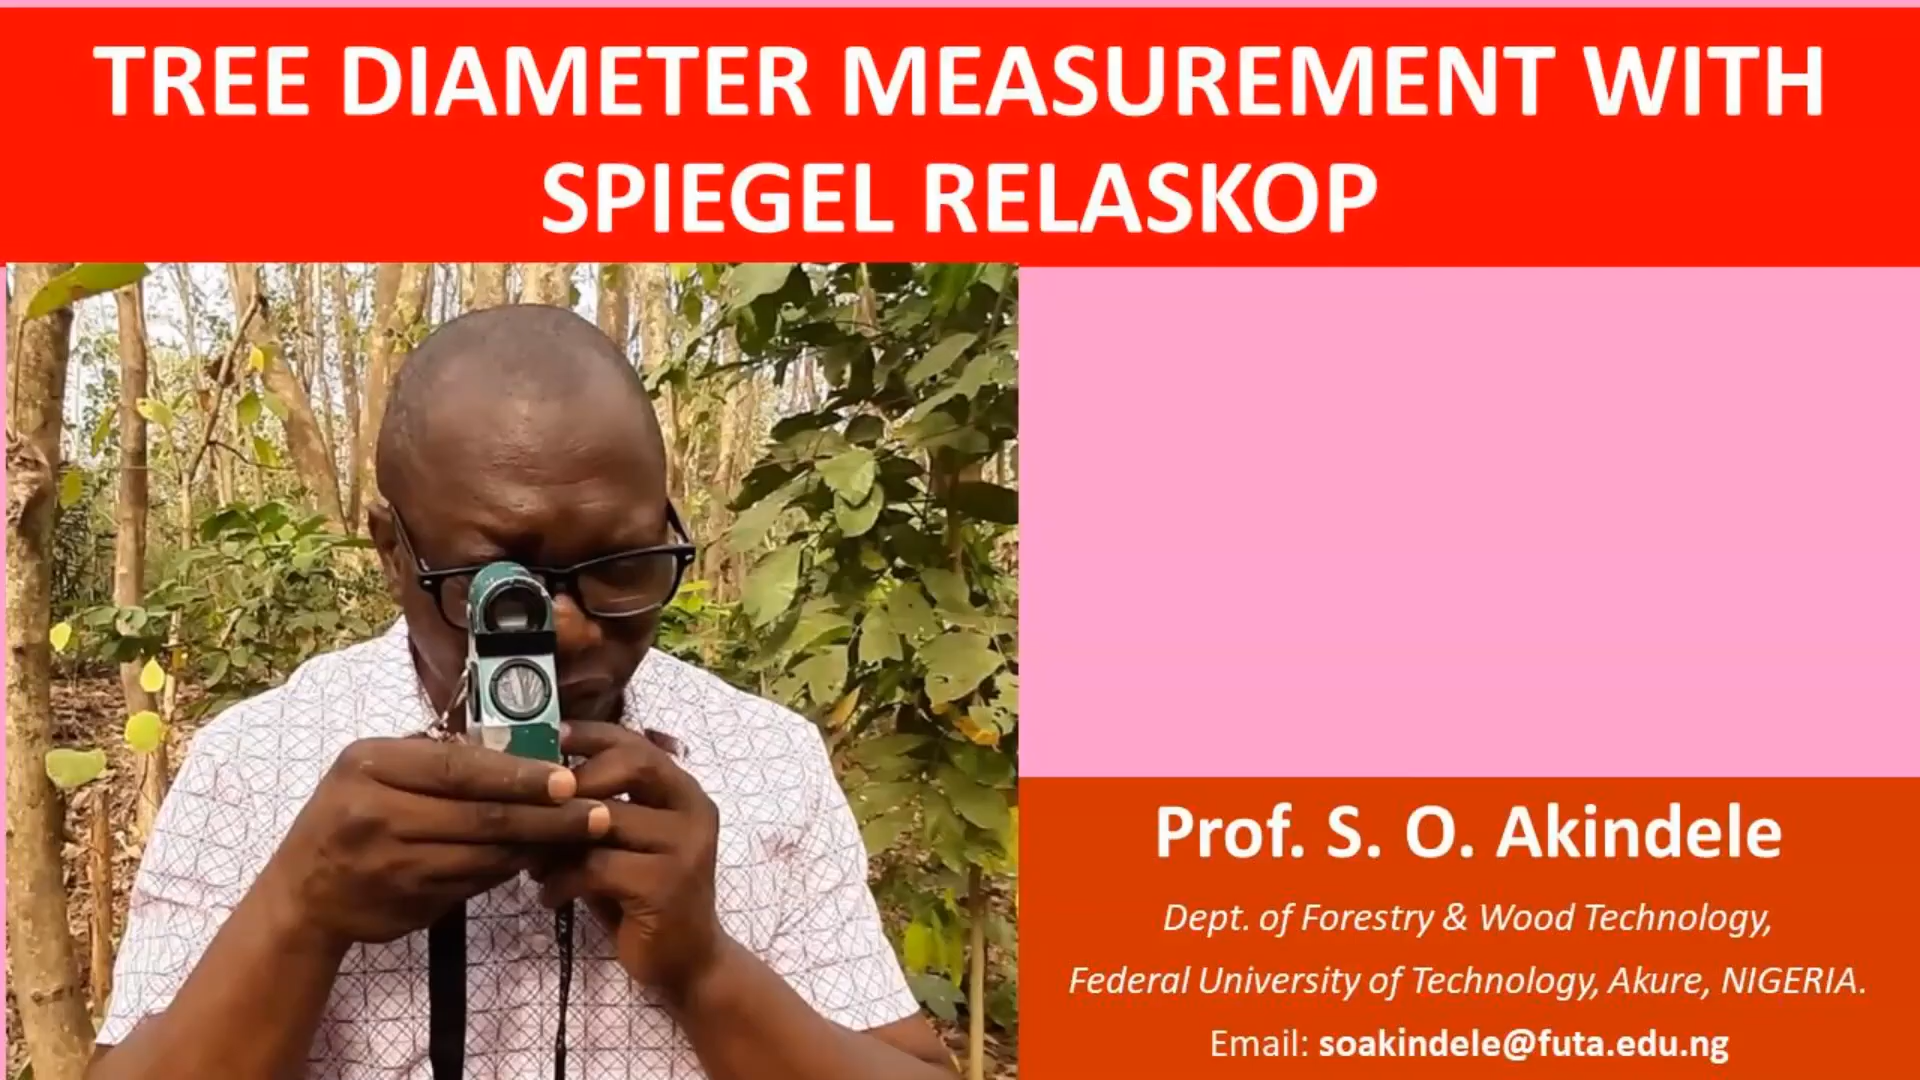 TREE DIAMETER MEASUREMENT WITH
SPIEGEL RELASKOP
Prof. S. O. Akindele
Dept. of Forestry & Wood Technology,
Federal University of Technology, Akure, NIGERIA.
Email: soakindele@futa.edu.ng